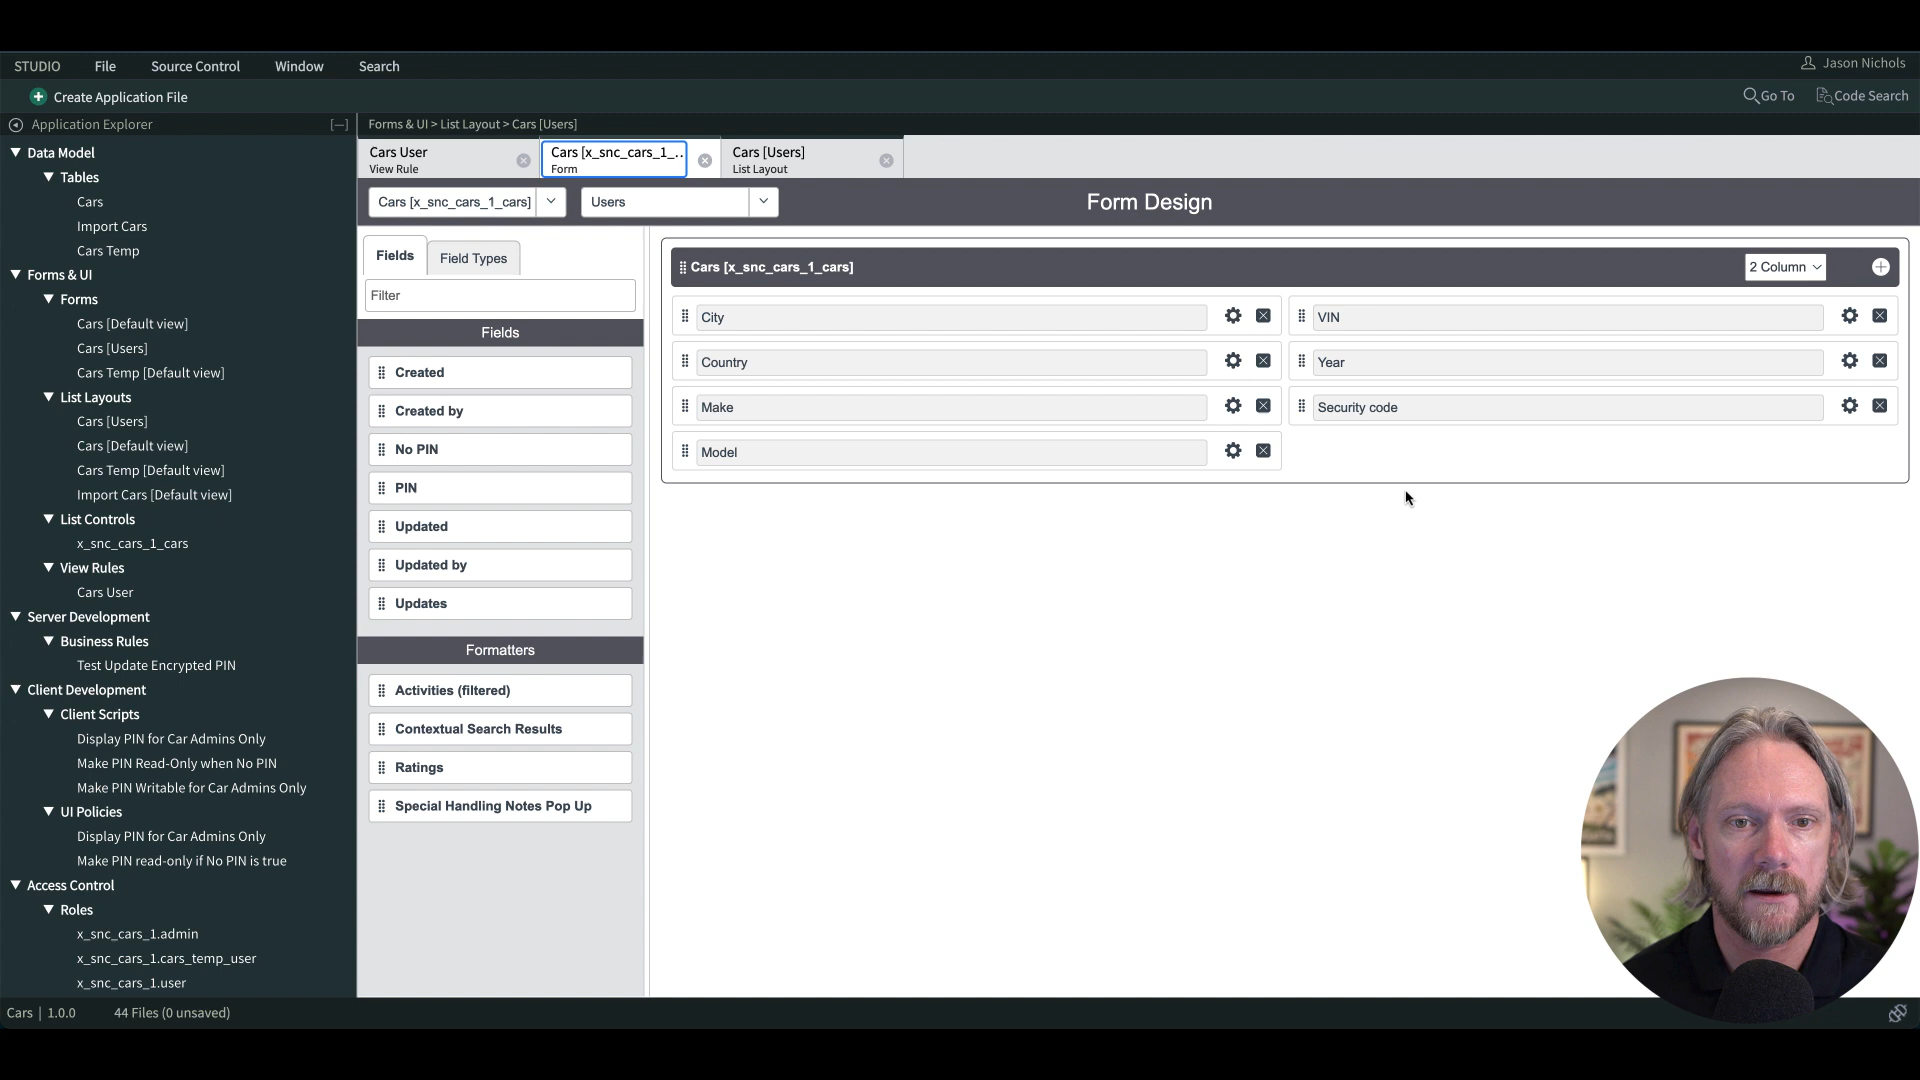 STUDIO File Source Control Window Search Jason Nichols
Create Application File Go To Code Search
Application Explorer [—] Forms & UI > List Layout > Cars [Users]
Data Model
Tables
Cars
Import Cars
Cars Temp
Forms & UI
Forms
Cars [Default view]
Cars [Users]
Cars Temp [Default view]
List Layouts
Cars [Users]
Cars [Default view]
Cars Temp [Default view]
Import Cars [Default view]
List Controls
x_snc_cars_1_cars
View Rules
Cars User
Server Development
Business Rules
Test Update Encrypted PIN
Client Development
Client Scripts
Display PIN for Car Admins Only
Make PIN Read-Only when No PIN
Make PIN Writable for Car Admins Only
UI Policies
Display PIN for Car Admins Only
Make PIN read-only if No PIN is true
Access Control
Roles
x_snc_cars_1.admin
x_snc_cars_1.cars_temp_user
x_snc_cars_1.user
Cars User
View Rule
Cars [x_snc_cars_1_...
Form
Cars [Users]
List Layout
Cars [x_snc_cars_1_cars] Users Form Design
Fields Field Types
Filter
Fields
Created
Created by
No PIN
PIN
Updated
Updated by
Updates
Formatters
Activities (filtered)
Contextual Search Results
Ratings
Special Handling Notes Pop Up
Cars [x_snc_cars_1_cars] 2 Column
City VIN
Country Year
Make Security code
Model
Cars | 1.0.0 44 Files (0 unsaved)